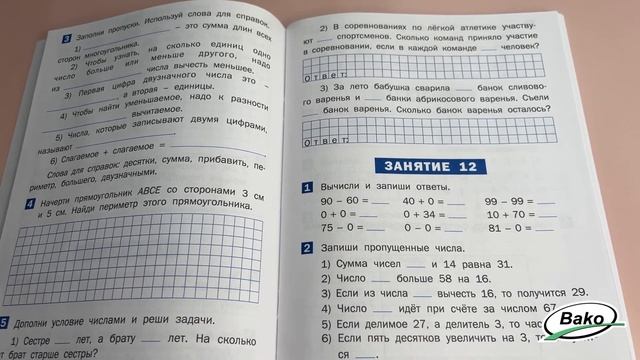 3 Заполни пропуски. Используй слова для справок.
1) ____ – это сумма длин всех
сторон многоугольника.
2) Чтобы узнать, на сколько единиц одно
число больше или меньше другого, надо
из ____ числа вычесть меньшее.
3) Первая цифра двузначного числа это –
____, а вторая – единицы.
4) Чтобы найти уменьшаемое, надо к разности
____ вычитаемое.
5) Числа, которые записывают двумя цифрами,
называют ____.
6) Слагаемое + слагаемое = ____.
Слова для справок: десятки, сумма, прибавить, пе-
риметр, большего, двузначными.
4 Начерти прямоугольник АВСЕ со сторонами 3 см
и 5 см. Найди периметр этого прямоугольника.
5 Дополни условие числами и реши задачи.
1) Сестре ___ лет, а брату ___ лет. На сколько
лет брат старше сестры?
2) В соревнованиях по лёгкой атлетике участву-
ют ___ спортсменов. Сколько команд приняло участие
в соревновании, если в каждой команде ___ человек?
Ответ:
3) За лето бабушка сварила ___ банок сливово-
го варенья и ___ банки абрикосового варенья. Съели
___ банок варенья. Сколько банок варенья осталось?
Ответ:
ЗАНЯТИЕ 12
1 Вычисли и запиши ответы.
90 – 60 = ___ 40 + 0 = ___ 99 – 99 = ___
0 + 0 = ___ 0 + 34 = ___ 10 + 70 = ___
75 – 0 = ___ 0 – 0 = ___ 81 – 0 = ___
2 Запиши пропущенные числа.
1) Сумма чисел ___ и 14 равна 31.
2) Число ___ больше 58 на 16.
3) Если из числа ___ вычесть 16, то получится 29.
4) Число ___ идёт при счёте за числом 67.
5) Если делимое 27, а делитель 3, то
6) Если пять десятков увеличить на 3, то
ся ___.
Bako